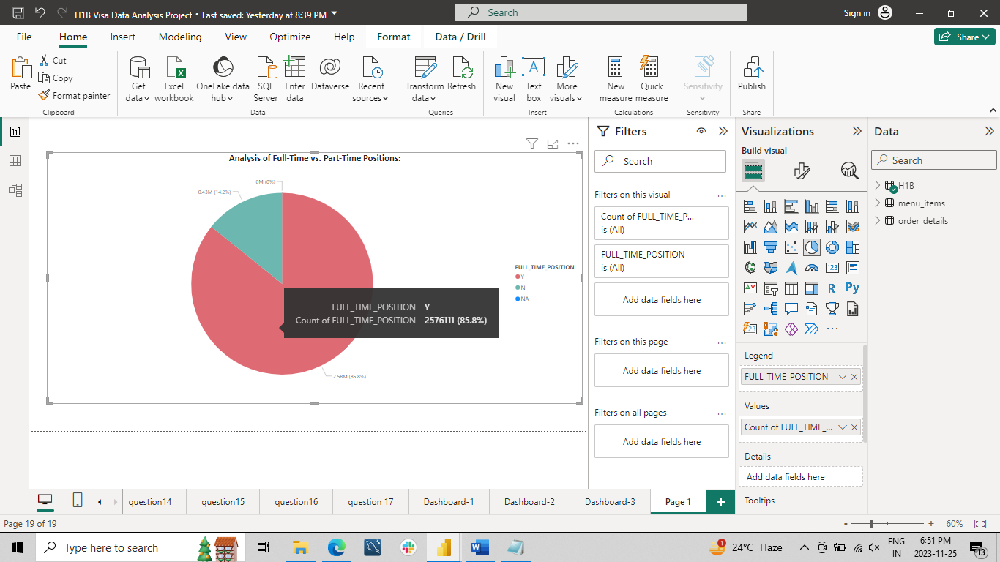 H1B Visa Data Analysis Project • Last saved: Yesterday at 8:39 PM
Search
Sign in
File Home Insert Modeling View Optimize Help Format Data / Drill
Share
Paste
Cut
Copy
Format painter
Clipboard
Get data
Excel workbook
OneLake data hub
SQL Server
Enter data
Dataverse
Recent sources
Data
Transform data
Refresh
Queries
New visual
Text box
More visuals
Insert
New measure
Quick measure
Calculations
Sensitivity
Sensitivity
Publish
Share
Analysis of Full-Time vs. Part-Time Positions:
0M (0%)
0.43M (14.2%)
FULL_TIME_POSITION Y
Count of FULL_TIME_POSITION 2576111 (85.8%)
2.58M (85.8%)
FULL TIME POSITION
Y
N
NA
Filters
Search
Filters on this visual
Count of FULL_TIME_P...
is (All)
FULL_TIME_POSITION
is (All)
Add data fields here
Filters on this page
Add data fields here
Filters on all pages
Add data fields here
Visualizations
Build visual
123
R
Py
123
Legend
FULL_TIME_POSITION
Values
Count of FULL_TIME_...
Details
Add data fields here
Tooltips
Data
Search
H1B
menu_items
order_details
question14 question15 question16 question 17 Dashboard-1 Dashboard-2 Dashboard-3 Page 1
Page 19 of 19
- + 60%
Type here to search
1
24°C Haze
ENG
IN
6:51 PM
2023-11-25
13